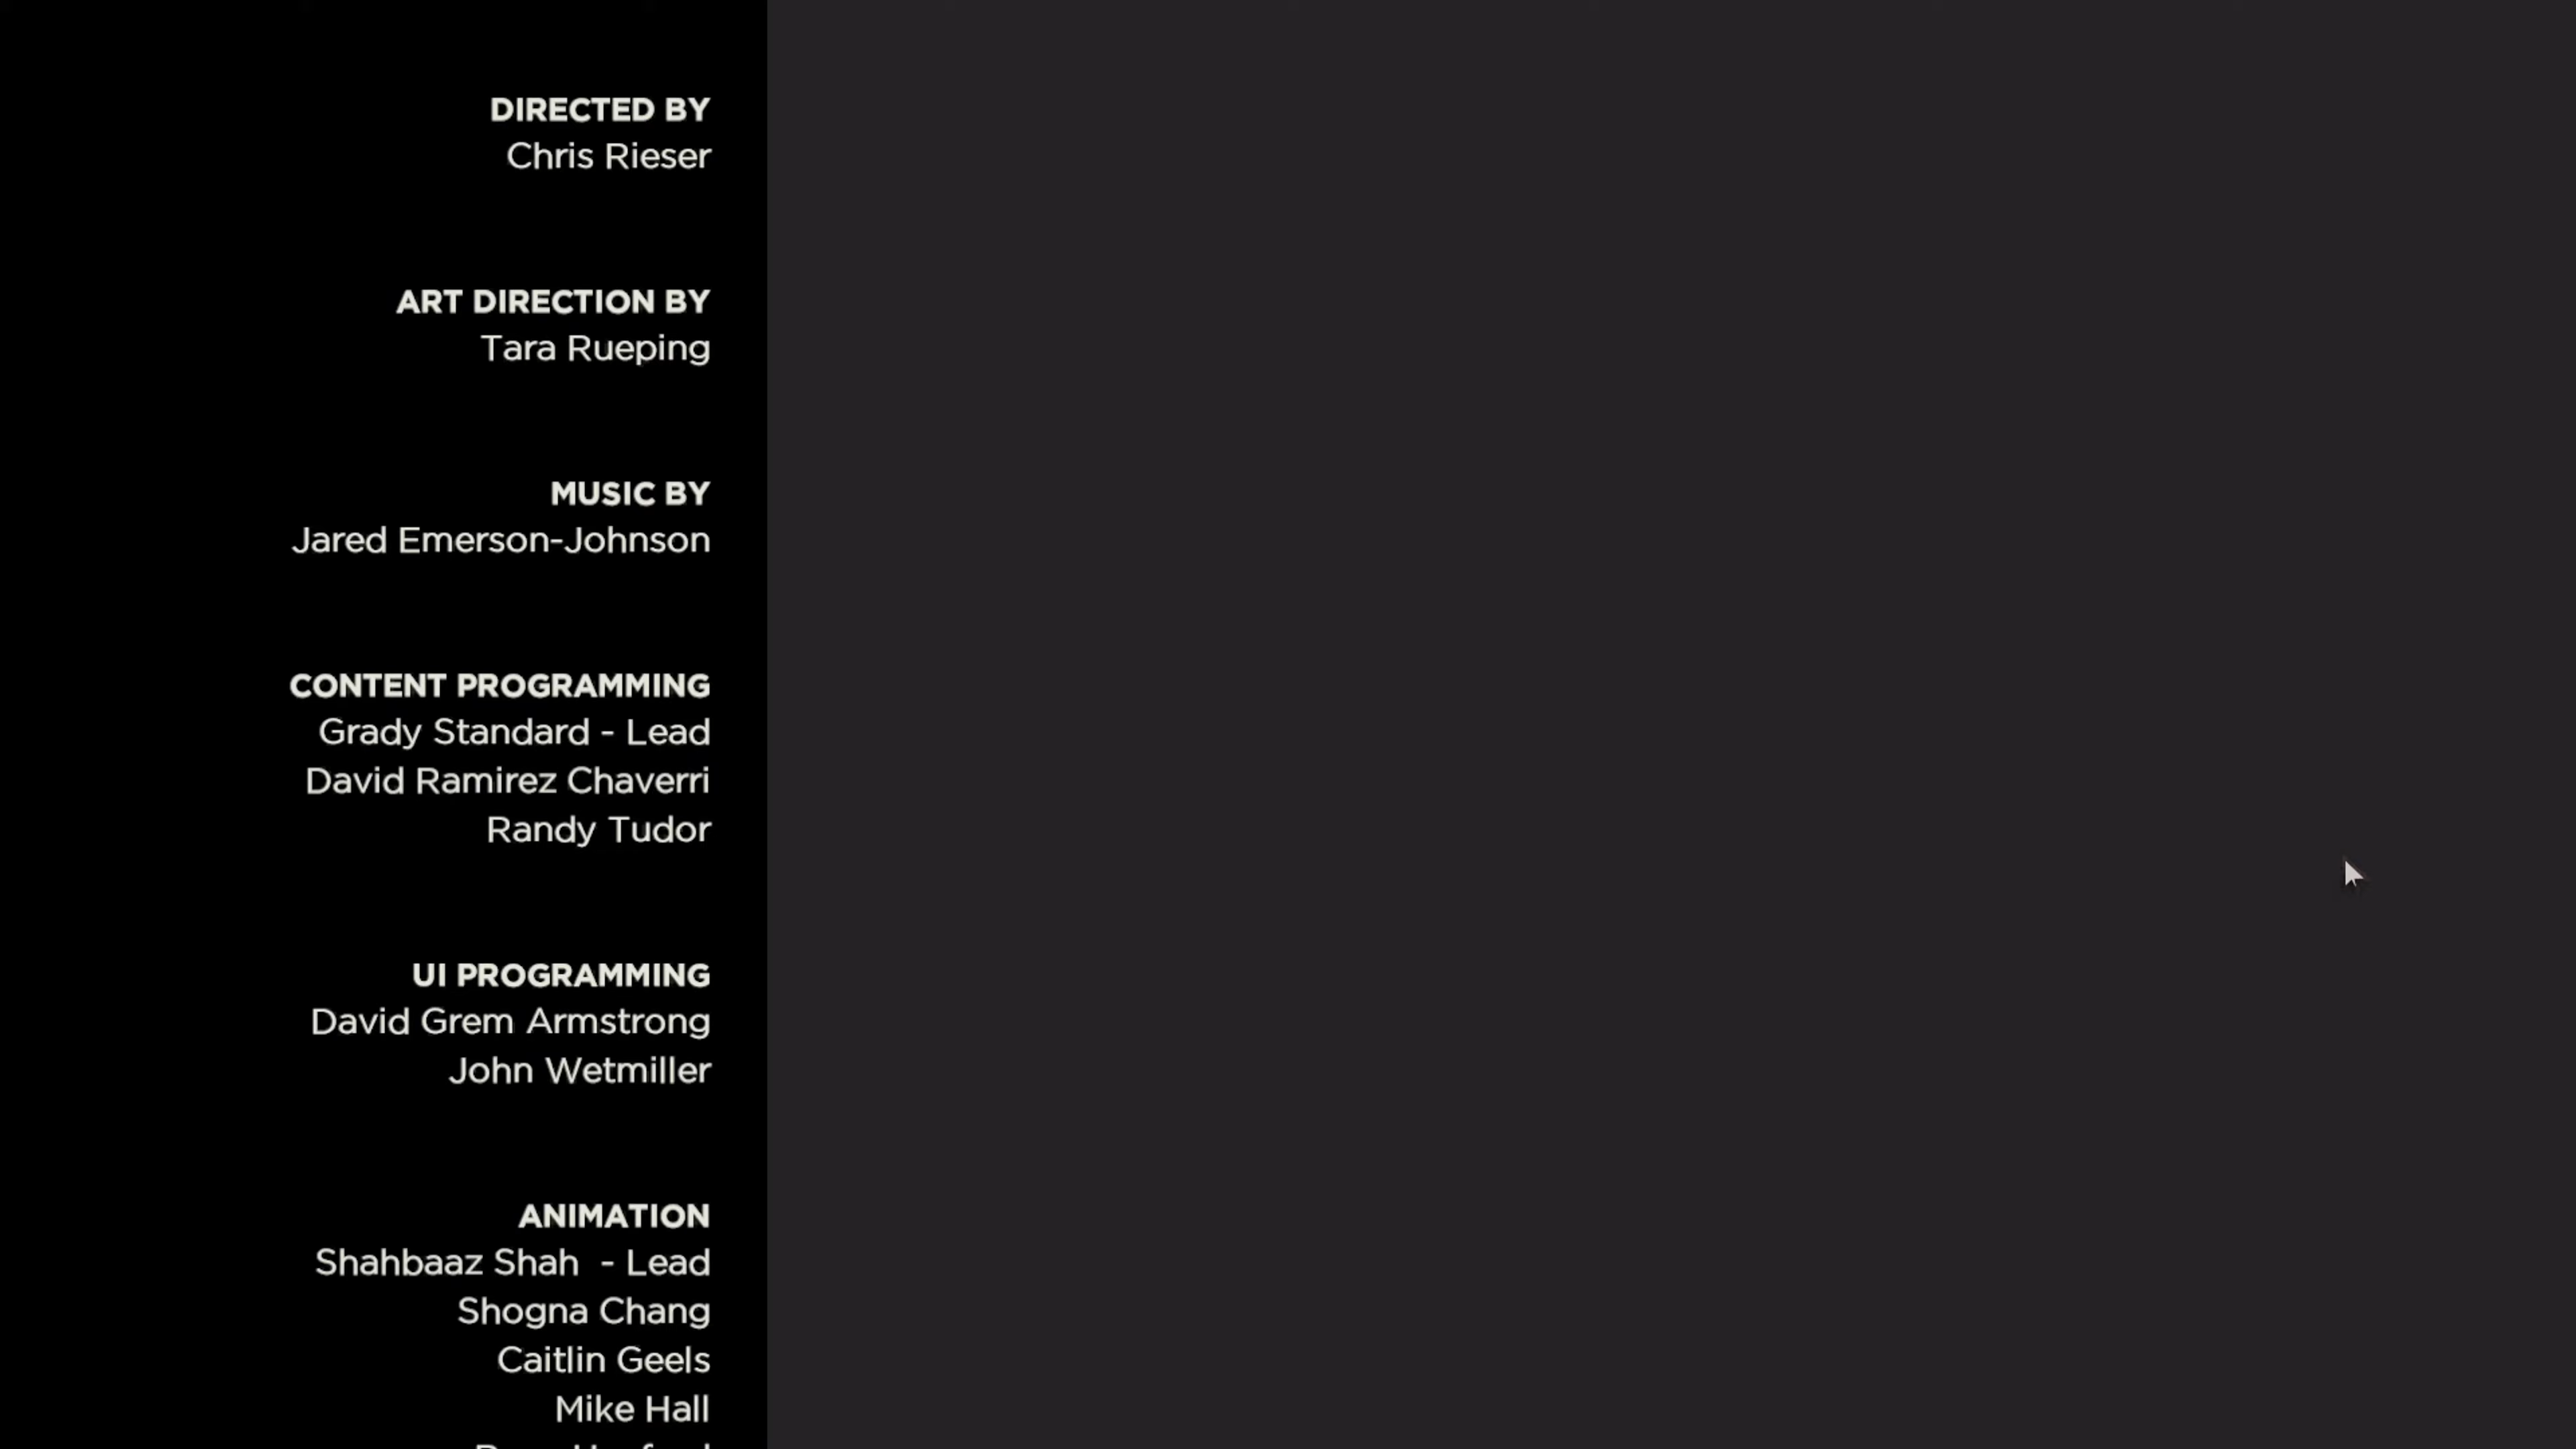 DIRECTED BY
Chris Rieser
ART DIRECTION BY
Tara Rueping
MUSIC BY
Jared Emerson-Johnson
CONTENT PROGRAMMING
Grady Standard - Lead
David Ramirez Chaverri
Randy Tudor
UI PROGRAMMING
David Grem Armstrong
John Wetmiller
ANIMATION
Shahbaaz Shah  - Lead
Shogna Chang
Caitlin Geels
Mike Hall